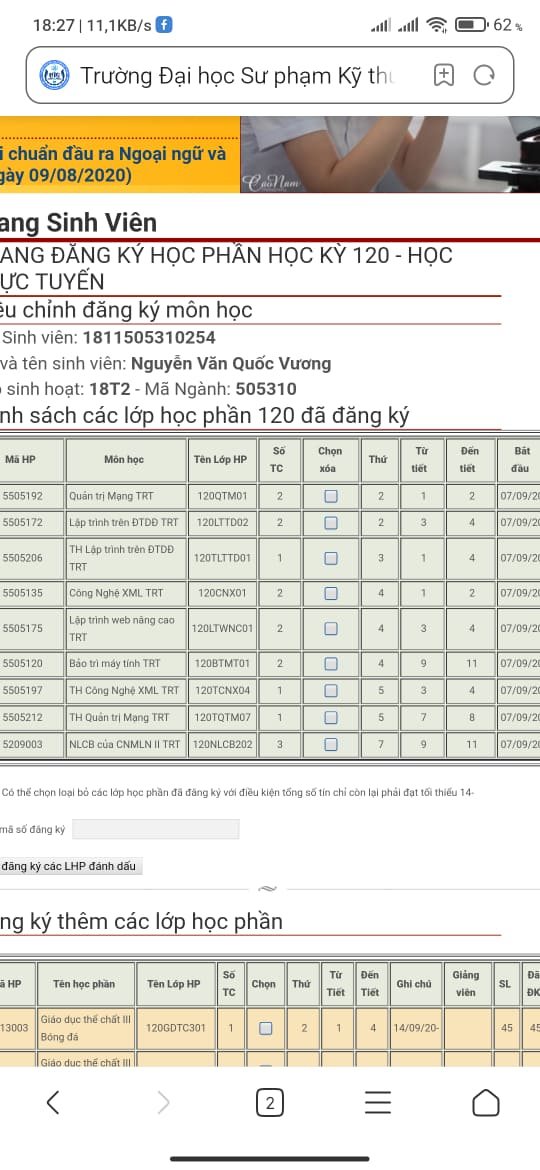 18:27 | 11,1KB/s
62 %
Trường Đại học Sư phạm Kỹ thu
i chuẩn đầu ra Ngoại ngữ và
gày 09/08/2020)
CaoNam
ang Sinh Viên
ANG ĐĂNG KÝ HỌC PHẦN HỌC KỲ 120 - HỌC
ỰC TUYẾN
ều chỉnh đăng ký môn học
Sinh viên: 1811505310254
và tên sinh viên: Nguyễn Văn Quốc Vương
sinh hoạt: 18T2 - Mã Ngành: 505310
nh sách các lớp học phần 120 đã đăng ký
Mã HP Môn học Tên Lớp HP Số TC Chọn xóa Thứ Từ tiết Đến tiết Bắt đầu
5505192 Quản trị Mạng TRT 120QTM01 2 2 1 2 07/09/20
5505172 Lập trình trên ĐTDĐ TRT 120LTTD02 2 2 3 4 07/09/20
5505206 TH Lập trình trên ĐTDĐ TRT 120TLTTD01 1 3 1 4 07/09/20
5505135 Công Nghệ XML TRT 120CNX01 2 4 1 2 07/09/20
5505175 Lập trình web nâng cao TRT 120LTWNC01 2 4 3 4 07/09/20
5505120 Bảo trì máy tính TRT 120BTMT01 2 4 9 11 07/09/20
5505197 TH Công Nghệ XML TRT 120TCNX04 1 5 3 4 07/09/20
5505212 TH Quản trị Mạng TRT 120TQTM07 1 5 7 8 07/09/20
5209003 NLCB của CNMLN II TRT 120NLCB202 3 7 9 11 07/09/20
Có thể chọn loại bỏ các lớp học phần đã đăng ký với điều kiện tổng số tín chỉ còn lại phải đạt tối thiểu 14-
mã số đăng ký
đăng ký các LHP đánh dấu
ng ký thêm các lớp học phần
ã HP Tên học phần Tên Lớp HP Số TC Chọn Thứ Từ Tiết Đến Tiết Ghi chú Giảng viên SL Đã ĐK
13003 Giáo dục thể chất III Bóng đá 120GDTC301 1 2 1 4 14/09/20- 45 45
Giáo dục thể chất III
2